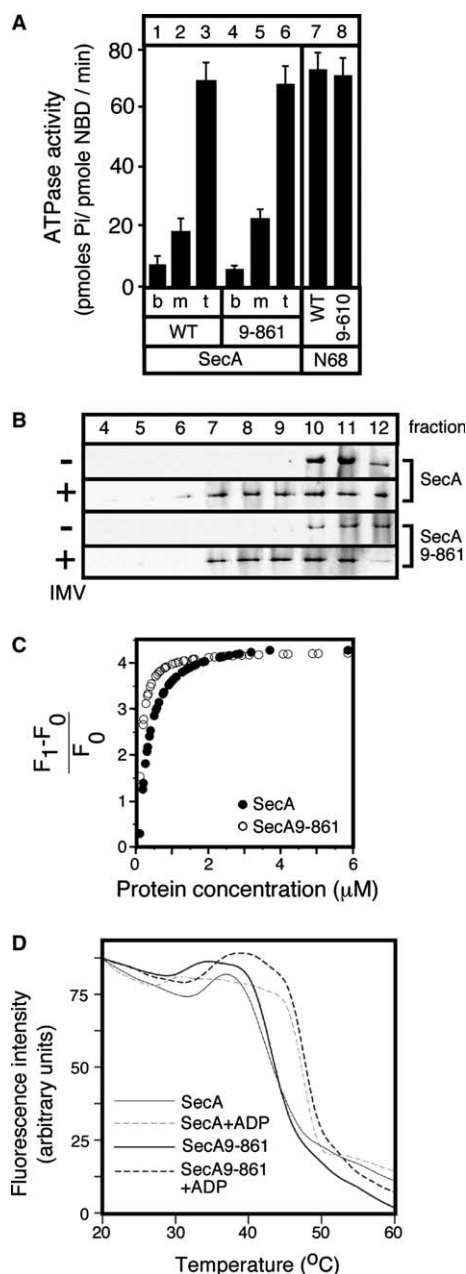 A
1 2 3 4 5 6 7 8
ATPase activity
(pmoles Pi/ pmole NBD / min)
80
60
40
20
0
b m t b m t
WT 9-861
WT
9-610
SecA N68
B
4 5 6 7 8 9 10 11 12 fraction
-
+
SecA
-
+
SecA
9-861
IMV
C
F1-F0
F0
4
3
2
1
0
SecA
SecA9-861
0 2 4 6
Protein concentration (µM)
D
Fluorescence intensity
(arbitrary units)
75
50
25
0
SecA
SecA+ADP
SecA9-861
SecA9-861
+ADP
20 30 40 50 60
Temperature (°C)